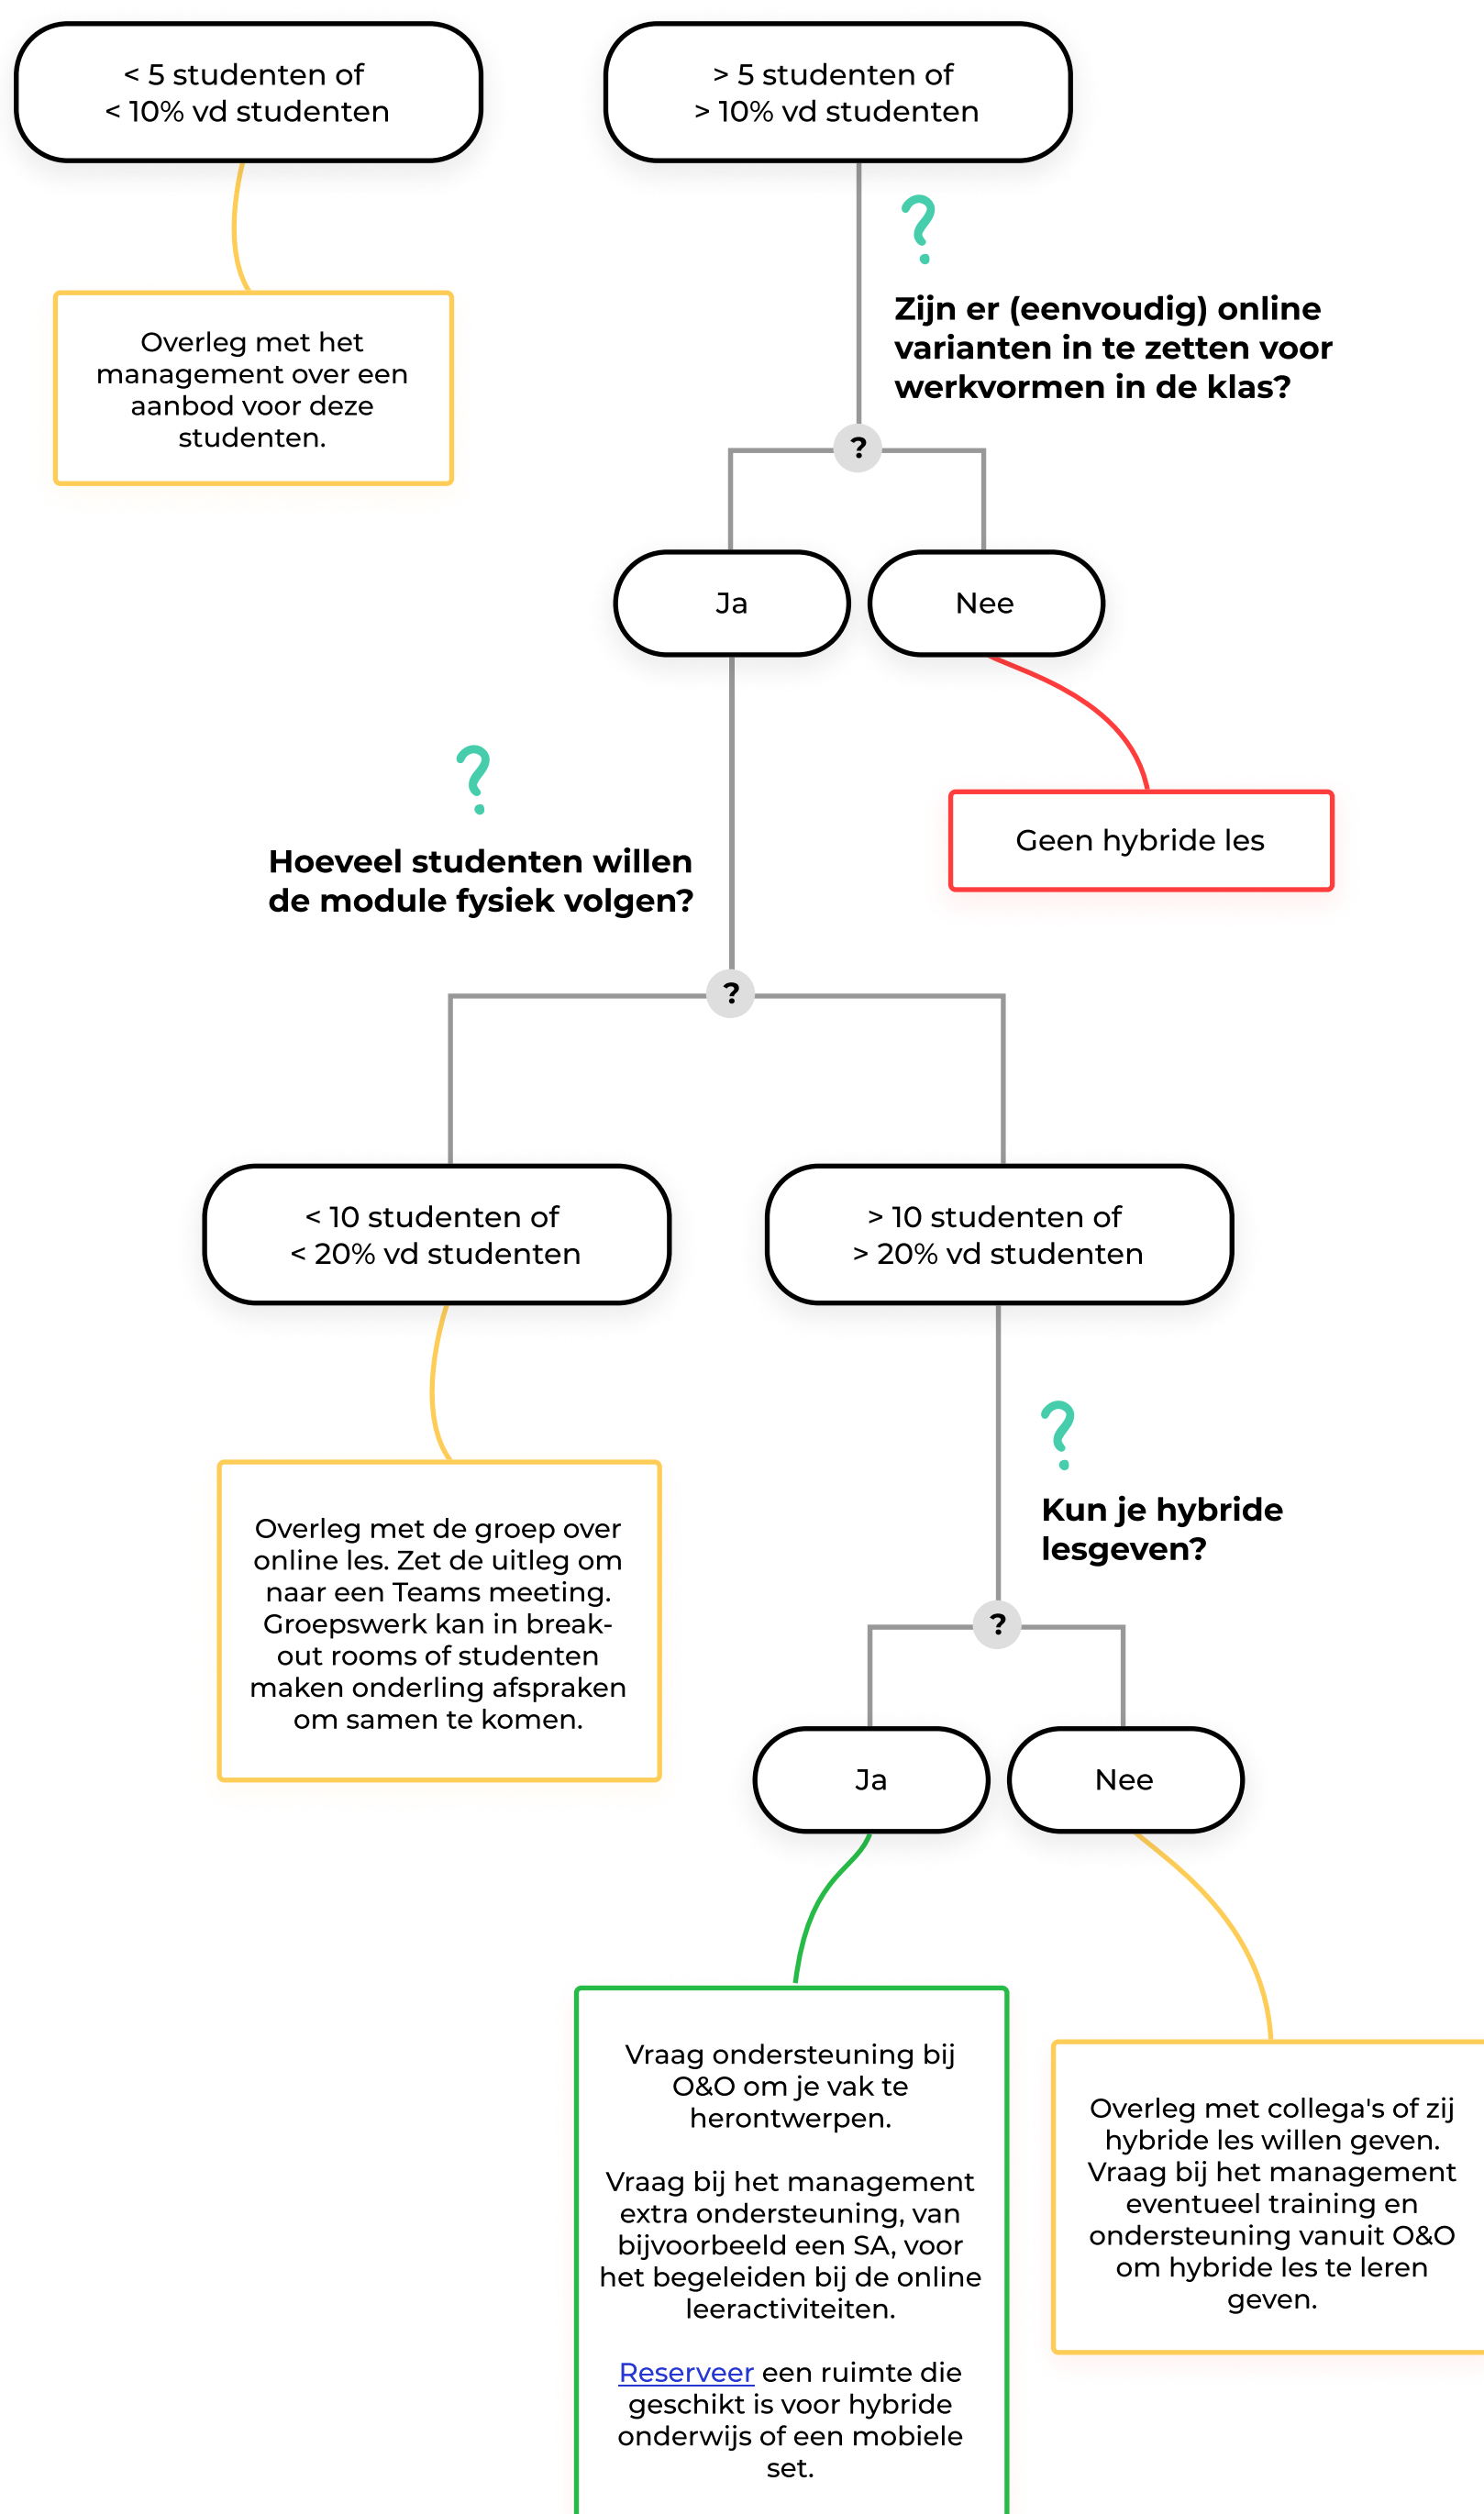 < 5 studenten of
< 10% vd studenten
> 5 studenten of
> 10% vd studenten
?
Zijn er (eenvoudig) online
varianten in te zetten voor
werkvormen in de klas?
Overleg met het
management over een
aanbod voor deze
studenten.
?
Ja
Nee
?
Geen hybride les
Hoeveel studenten willen
de module fysiek volgen?
?
< 10 studenten of
< 20% vd studenten
> 10 studenten of
> 20% vd studenten
?
Kun je hybride
lesgeven?
Overleg met de groep over
online les. Zet de uitleg om
naar een Teams meeting.
Groepswerk kan in break-
out rooms of studenten
maken onderling afspraken
om samen te komen.
?
Ja
Nee
Vraag ondersteuning bij
O&O om je vak te
herontwerpen.
Vraag bij het management
extra ondersteuning, van
bijvoorbeeld een SA, voor
het begeleiden bij de online
leeractiviteiten.
Reserveer een ruimte die
geschikt is voor hybride
onderwijs of een mobiele
set.
Overleg met collega's of zij
hybride les willen geven.
Vraag bij het management
eventueel training en
ondersteuning vanuit O&O
om hybride les te leren
geven.